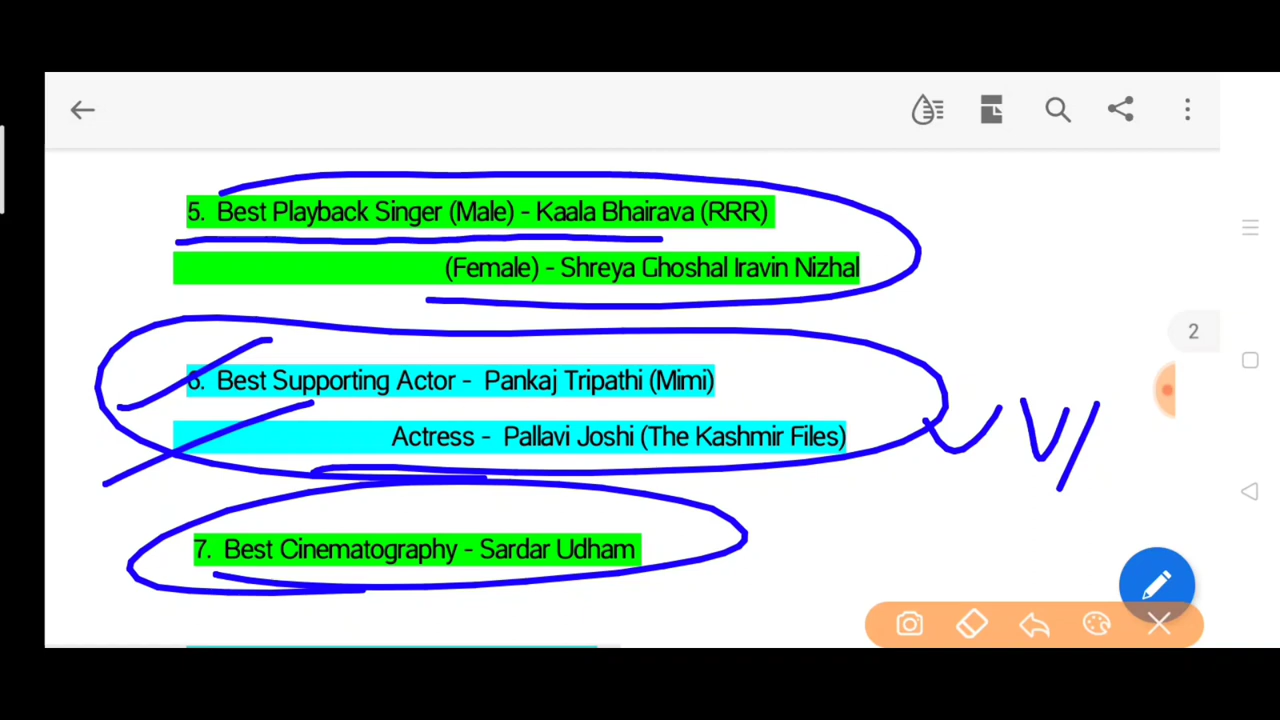 5. Best Playback Singer (Male) - Kaala Bhairava (RRR)
(Female) - Shreya Ghoshal Iravin Nizhal
6. Best Supporting Actor - Pankaj Tripathi (Mimi)
Actress - Pallavi Joshi (The Kashmir Files)
7. Best Cinematography - Sardar Udham
2